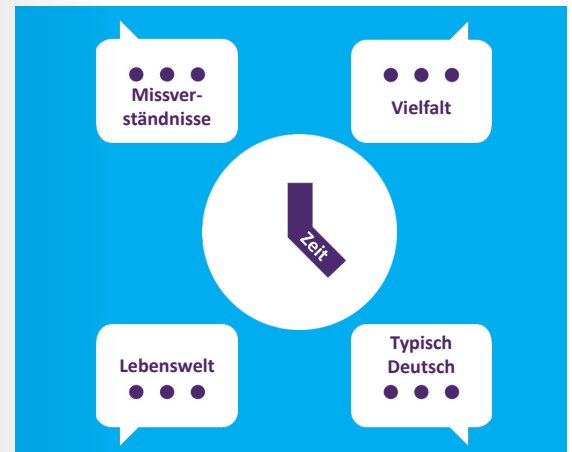 Missver-
ständnisse
Vielfalt
Zeit
Lebenswelt
Typisch
Deutsch